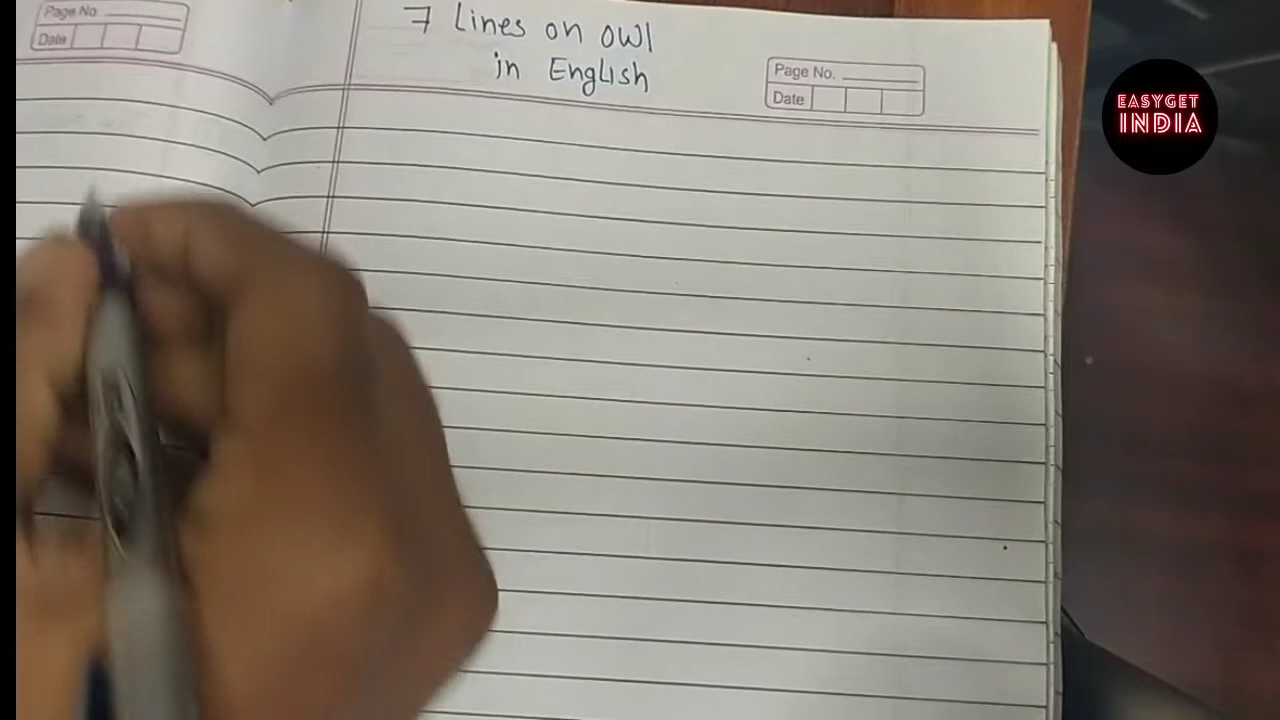 Page No.
Date
7 Lines on owl
in English
Page No.
Date
EASYGET
INDIA